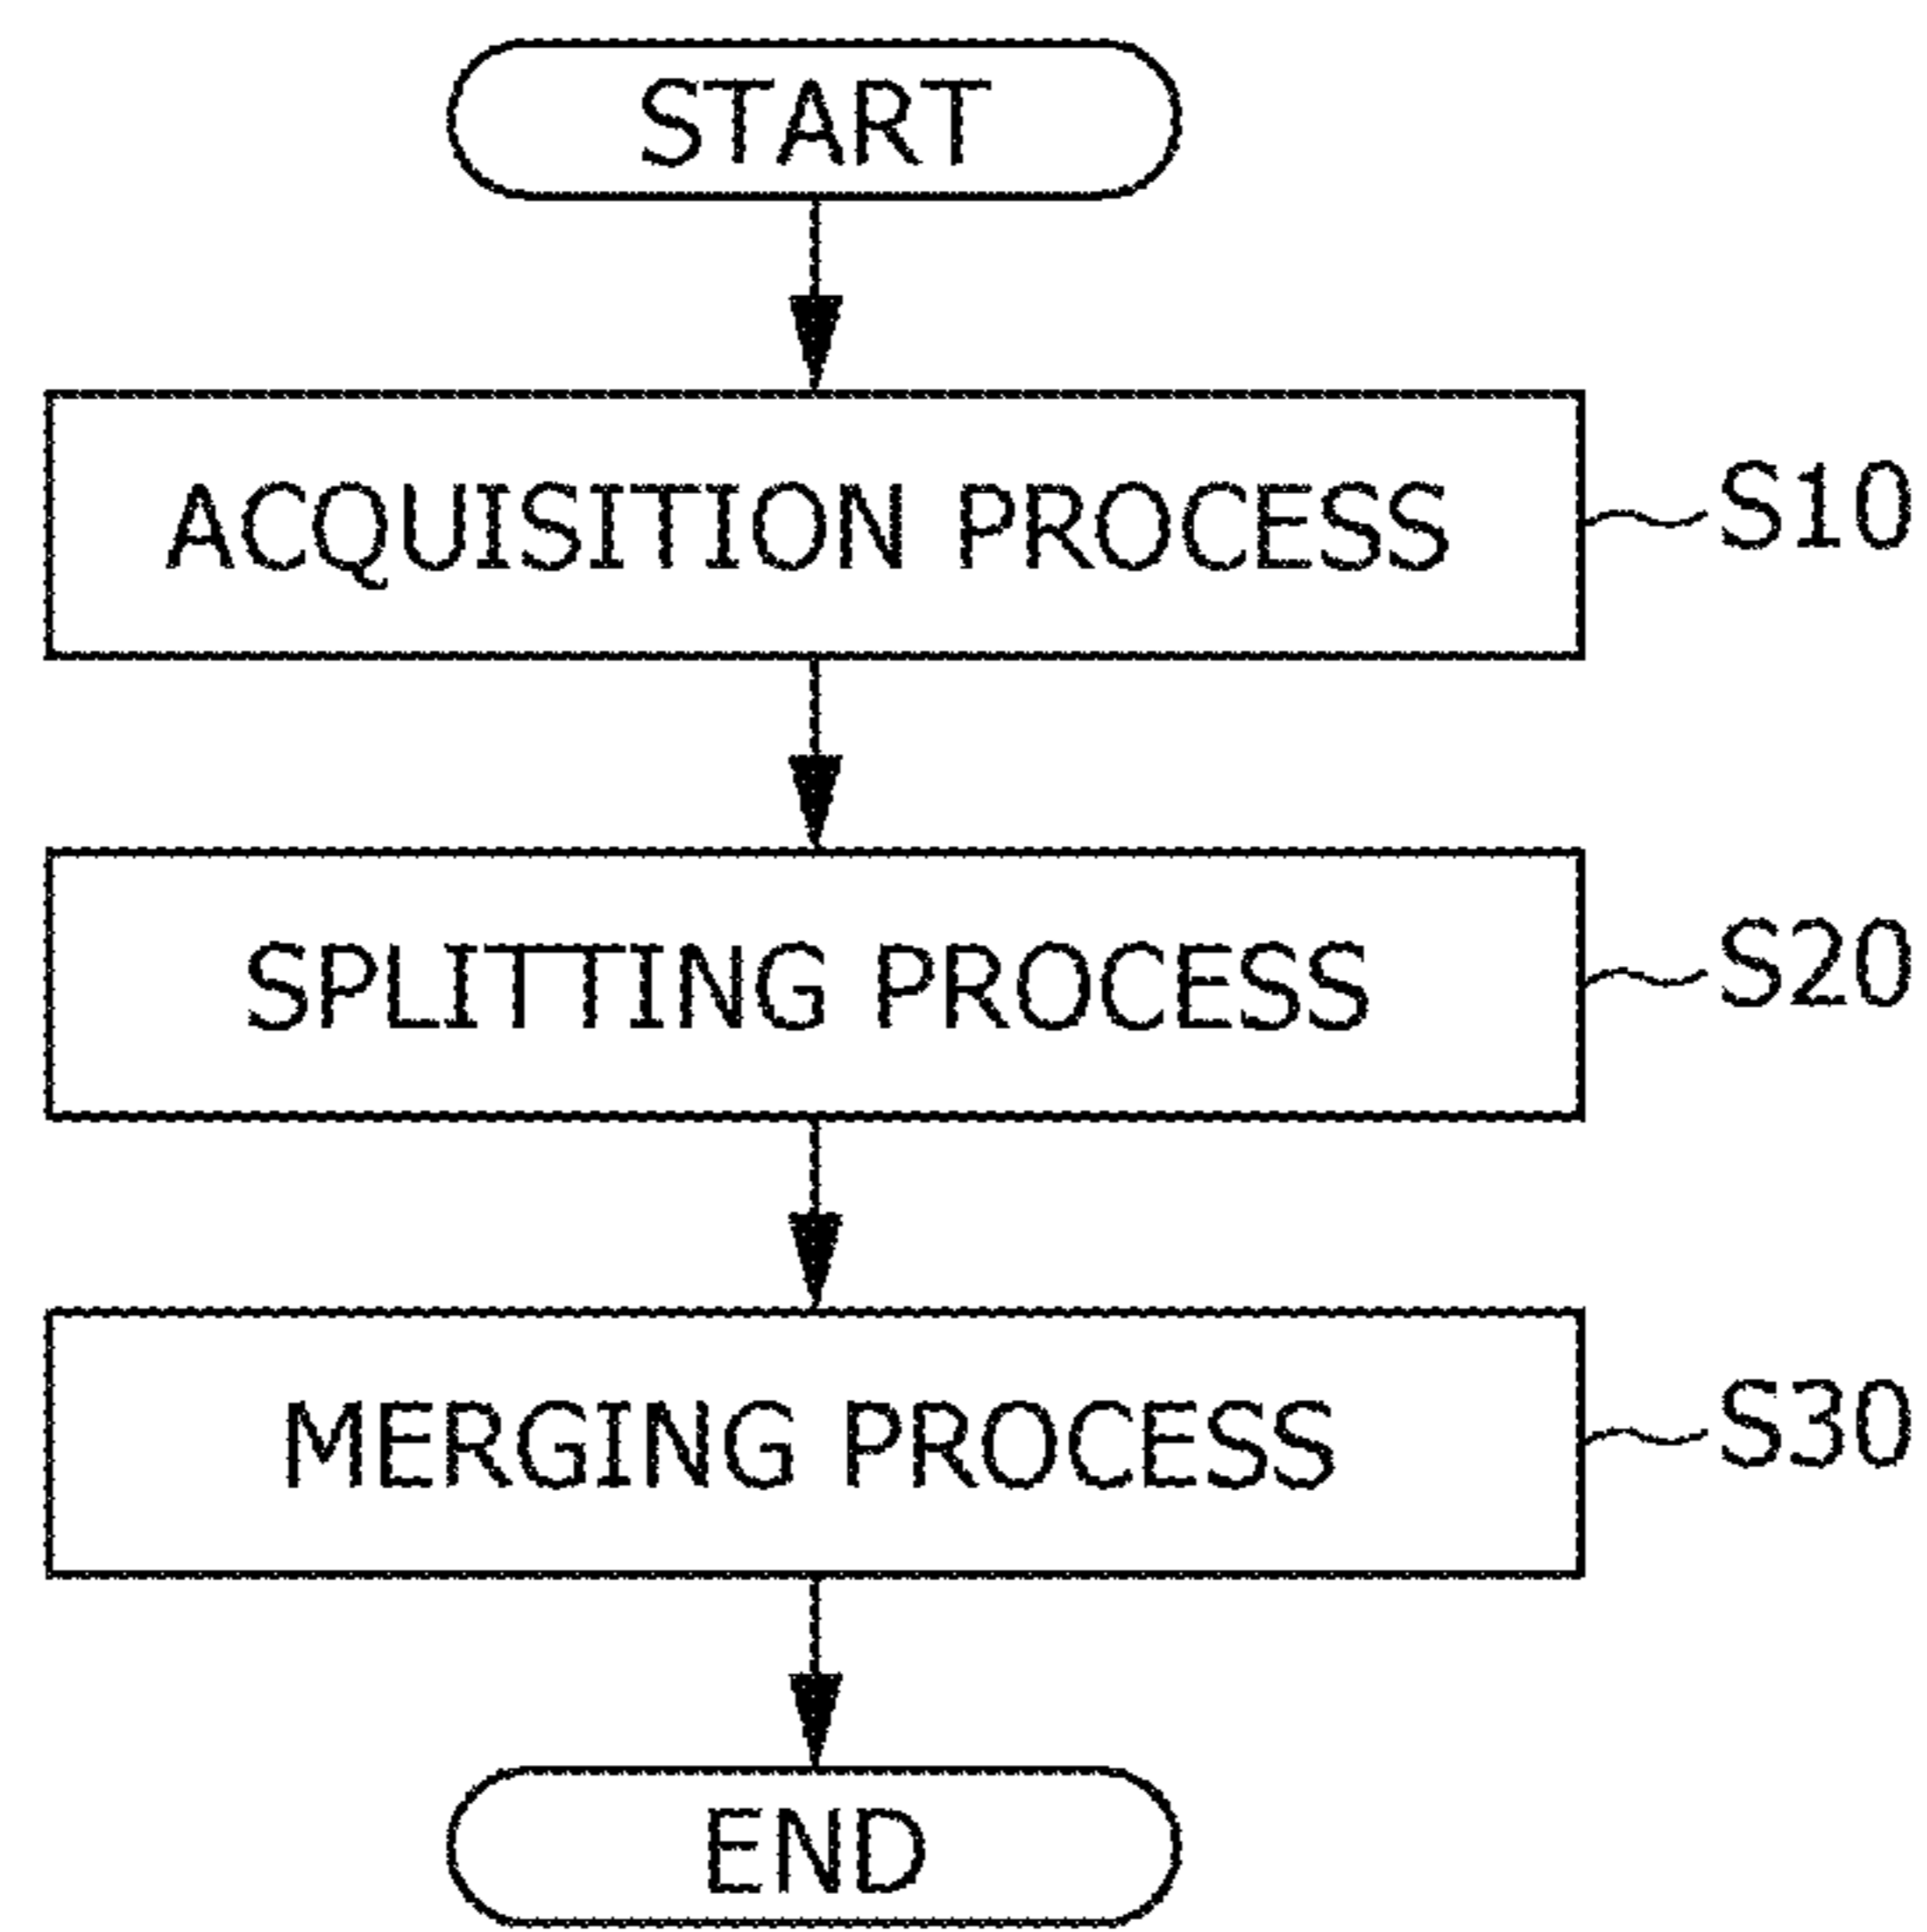 START
ACQUISITION PROCESS
S10
SPLITTING PROCESS
S20
MERGING PROCESS
S30
END